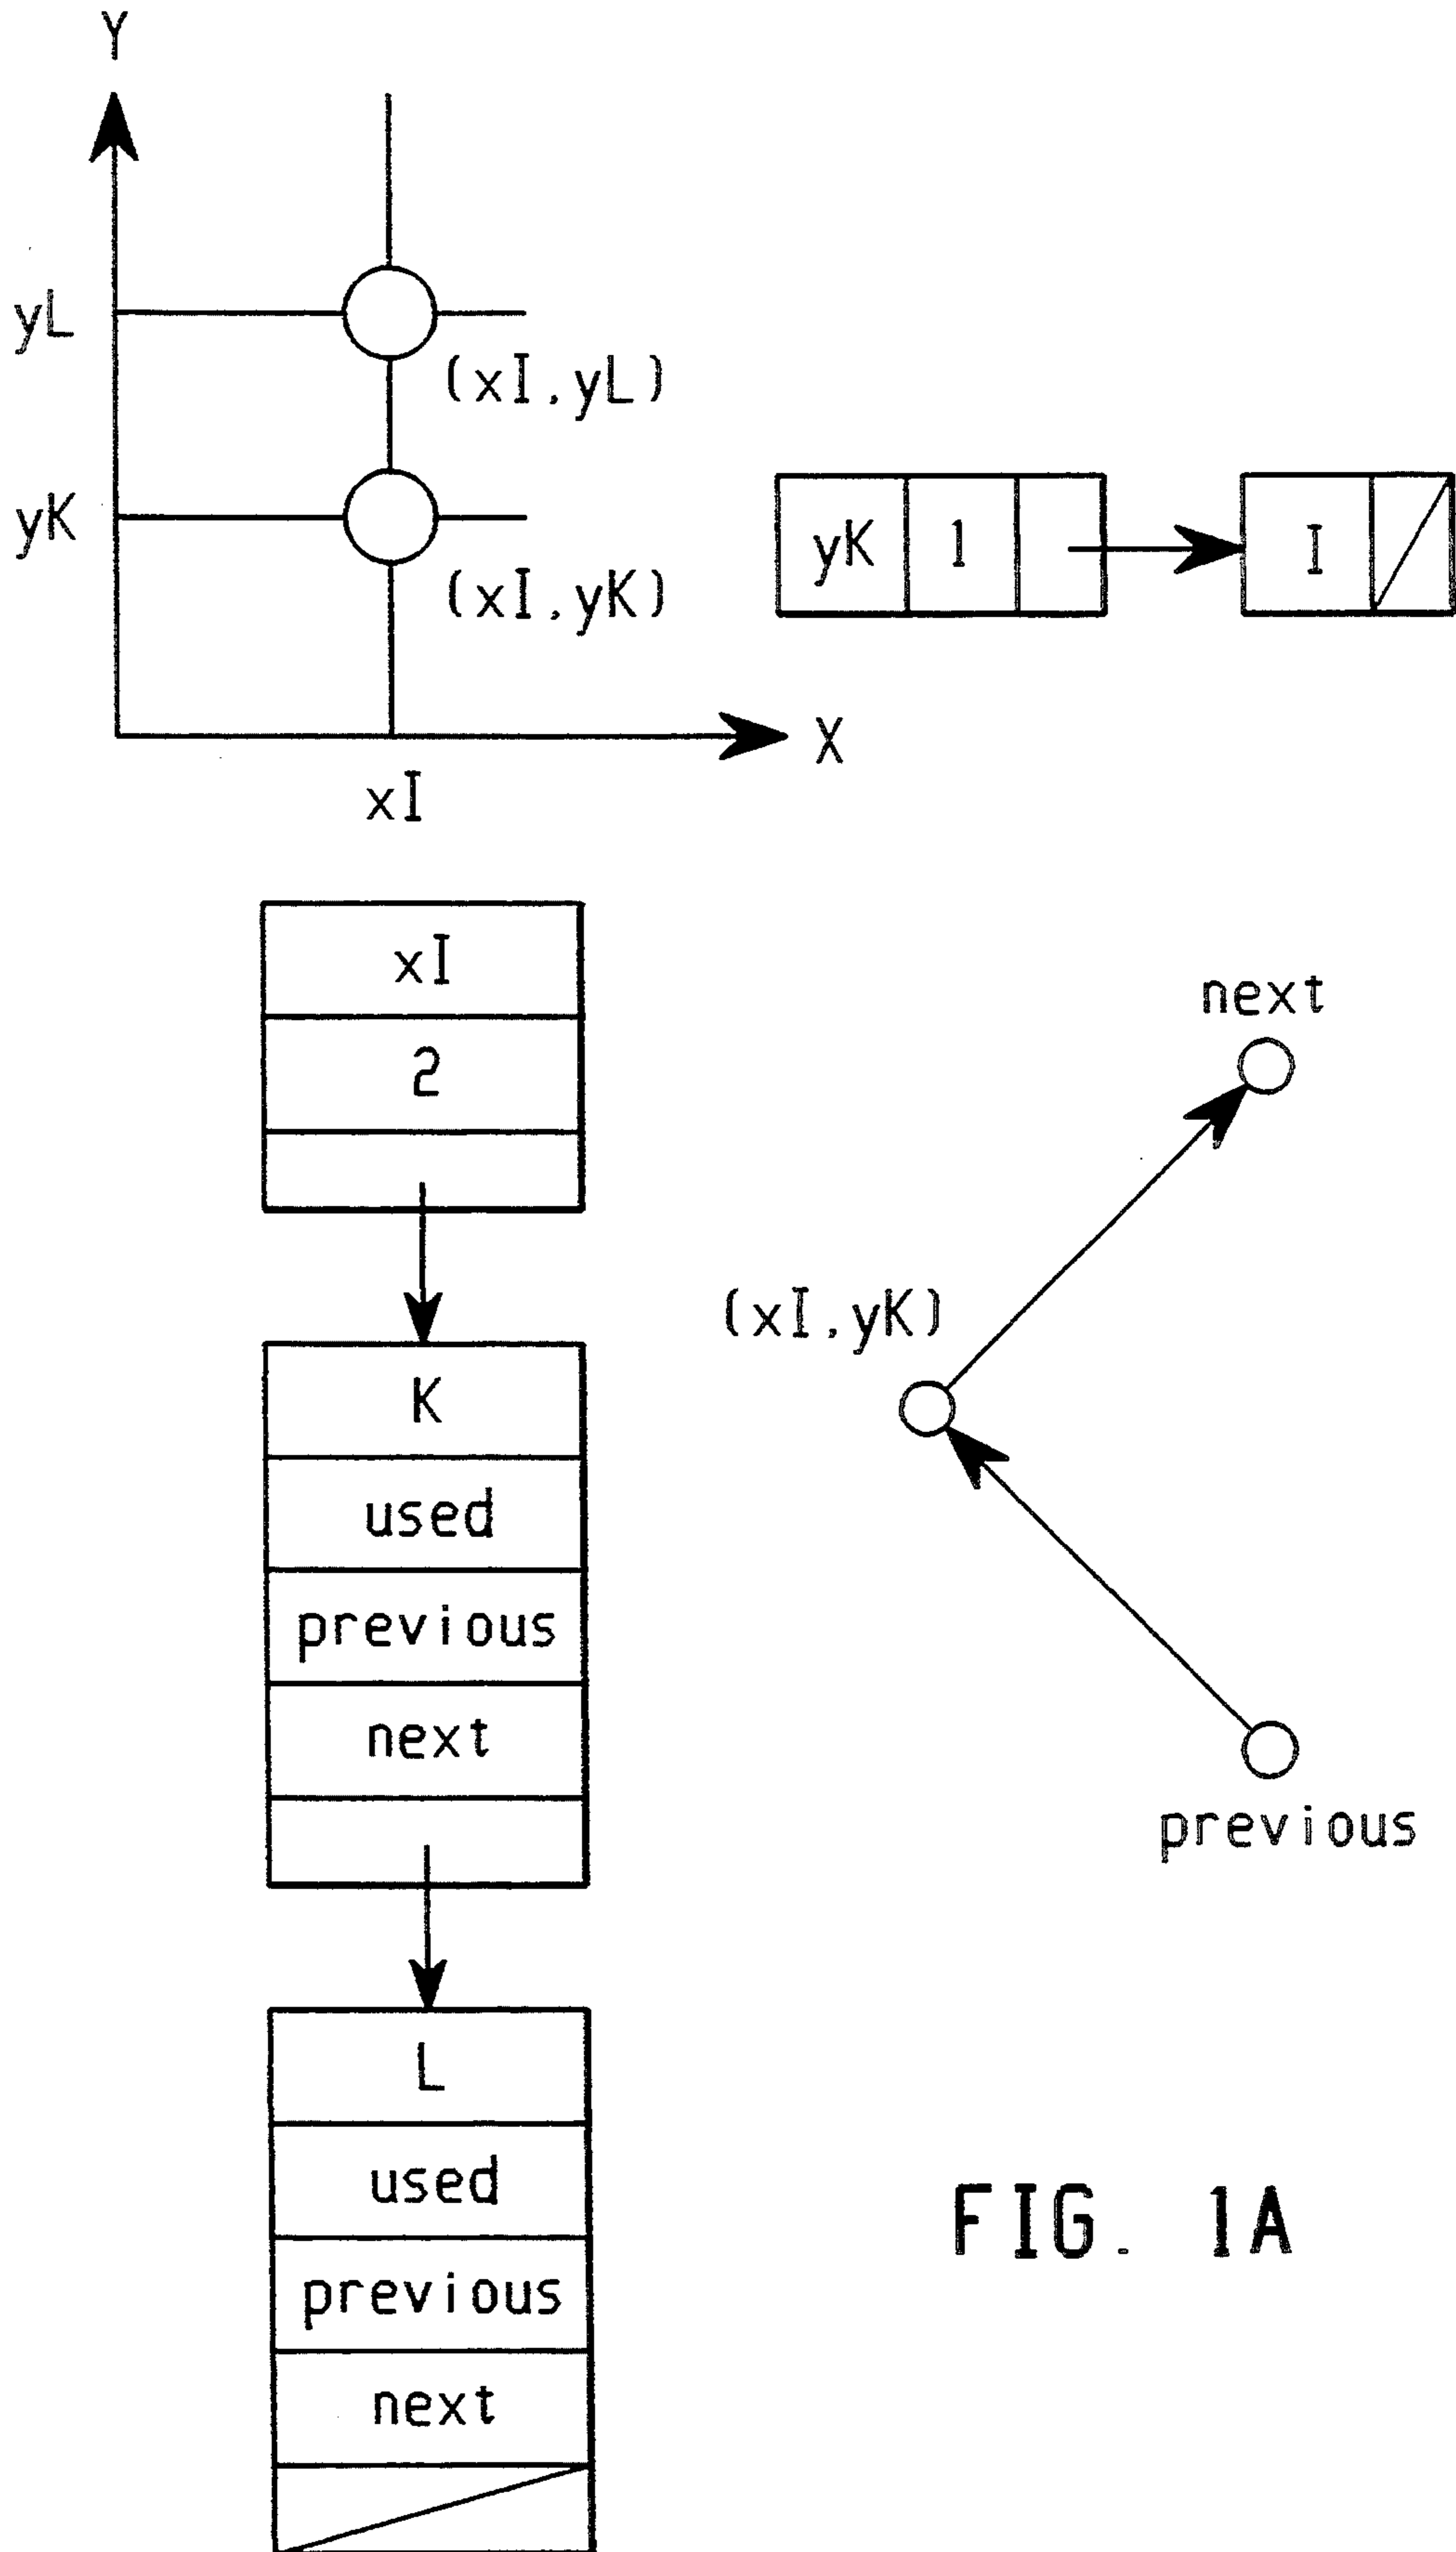 Y
yL
(xI,yL)
yK
(xI,yK)
yK 1
I
X
xI
xI
2
next
(xI,yK)
K
used
previous
next
previous
L
used
previous
next
FIG. 1A